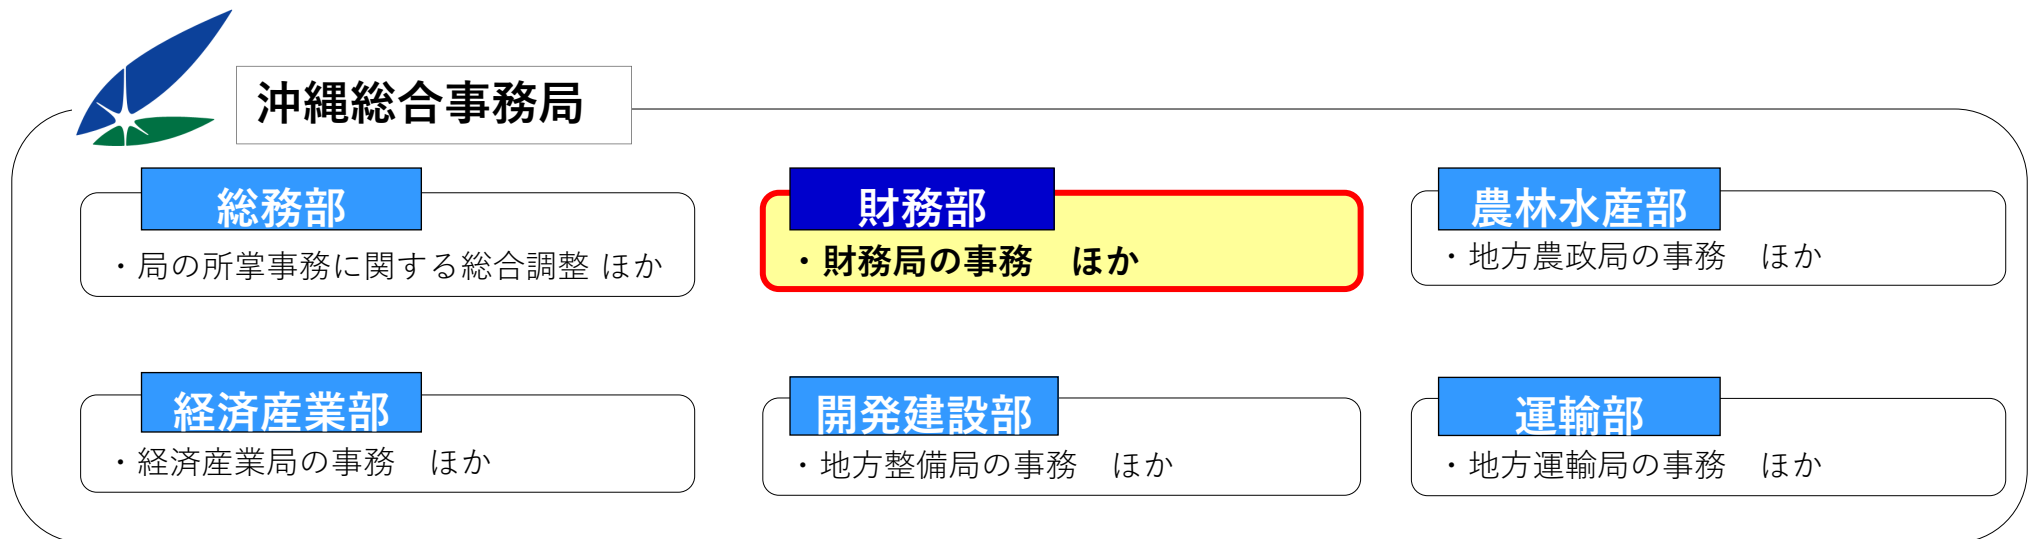 沖縄総合事務局
総務部
・局の所掌事務に関する総合調整 ほか
財務部
・財務局の事務　ほか
農林水産部
・地方農政局の事務　ほか
経済産業部
・経済産業局の事務　ほか
開発建設部
・地方整備局の事務　ほか
運輸部
・地方運輸局の事務　ほか